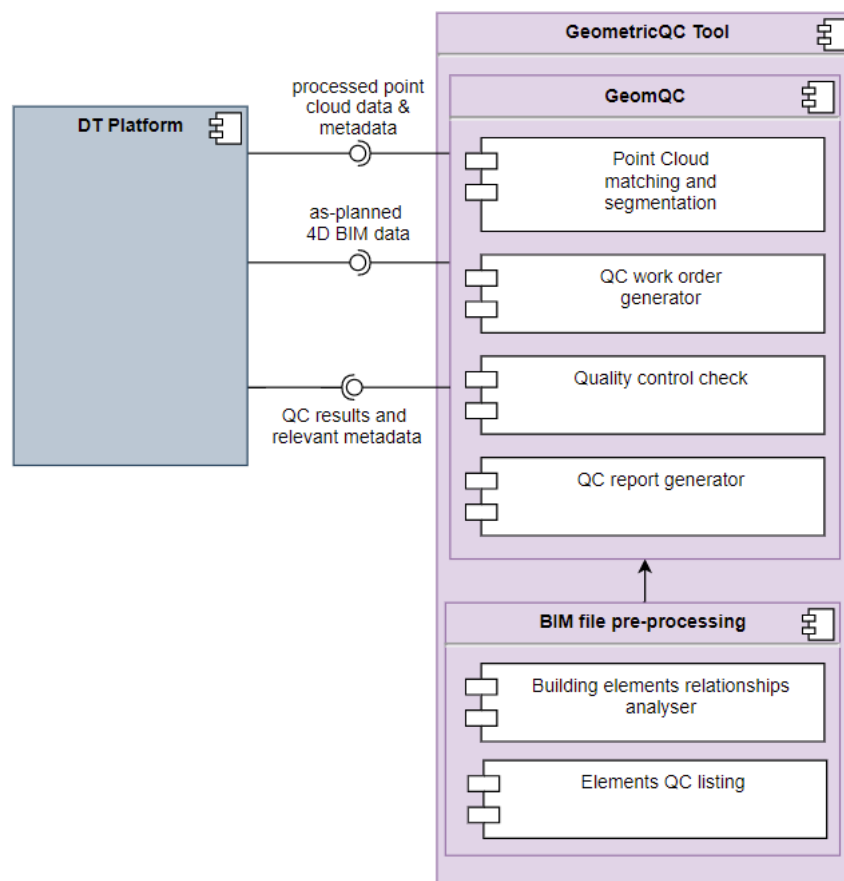 GeometricQC Tool
processed point
cloud data &
metadata
GeomQC
DT Platform
Point Cloud
matching and
segmentation
as-planned
4D BIM data
QC work order
generator
Quality control check
QC results and
relevant metadata
QC report generator
BIM file pre-processing
Building elements relationships
analyser
Elements QC listing